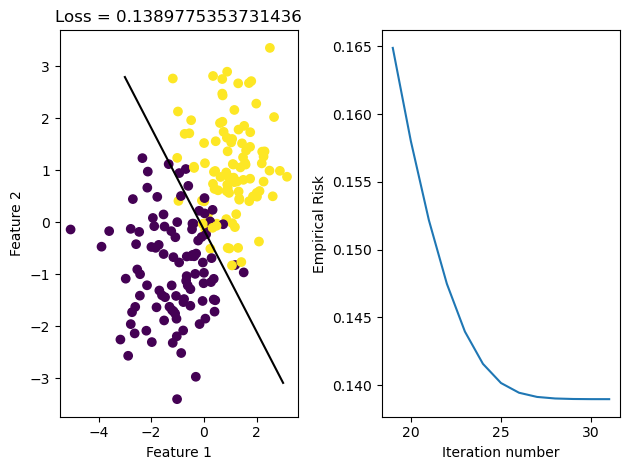 Loss = 0.1389775353731436
Feature 2
3
2
1
0
−1
−2
−3
−4 −2 0 2
Feature 1
Empirical Risk
0.165
0.160
0.155
0.150
0.145
0.140
20 25 30
Iteration number